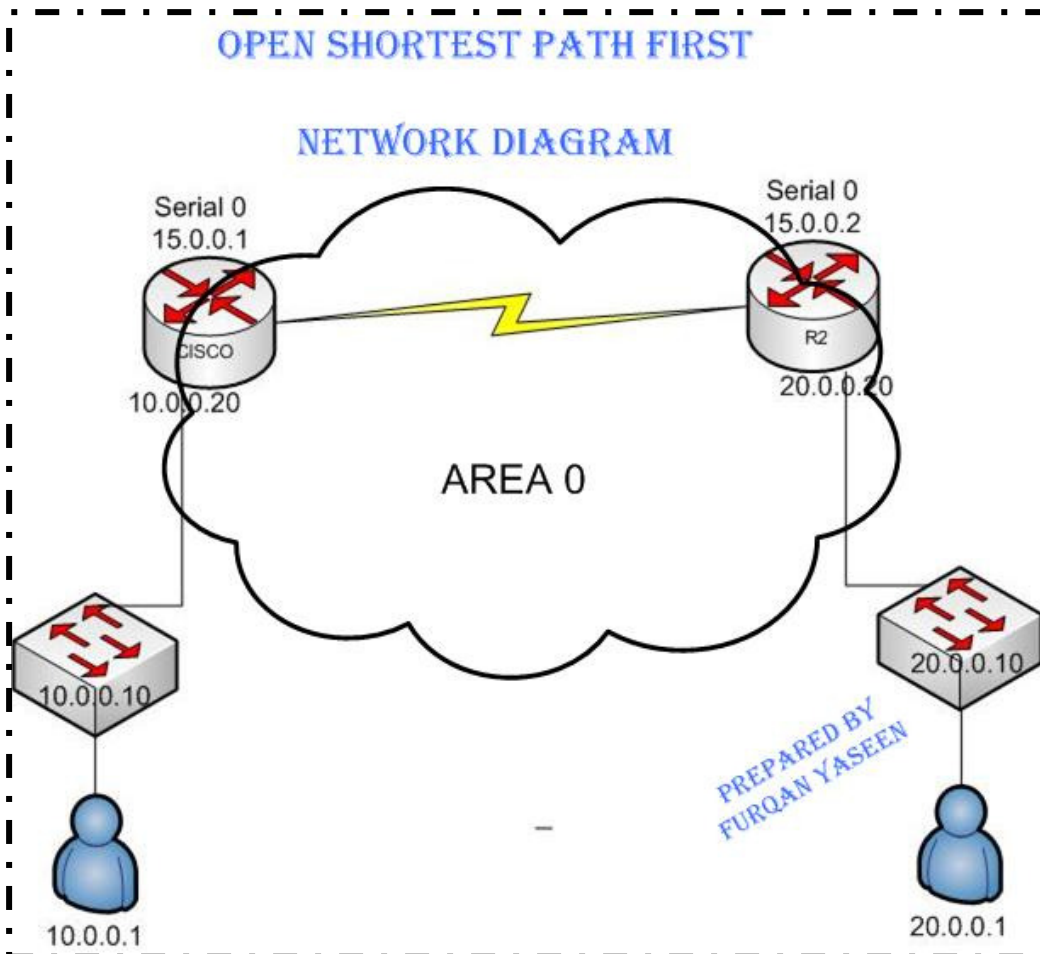 OPEN SHORTEST PATH FIRST
NETWORK DIAGRAM
Serial 0
15.0.0.1
Serial 0
15.0.0.2
CISCO
R2
10.0.0.20
20.0.0.20
AREA 0
10.0.0.10
20.0.0.10
PREPARED BY
FURQAN YASEEN
10.0.0.1
20.0.0.1